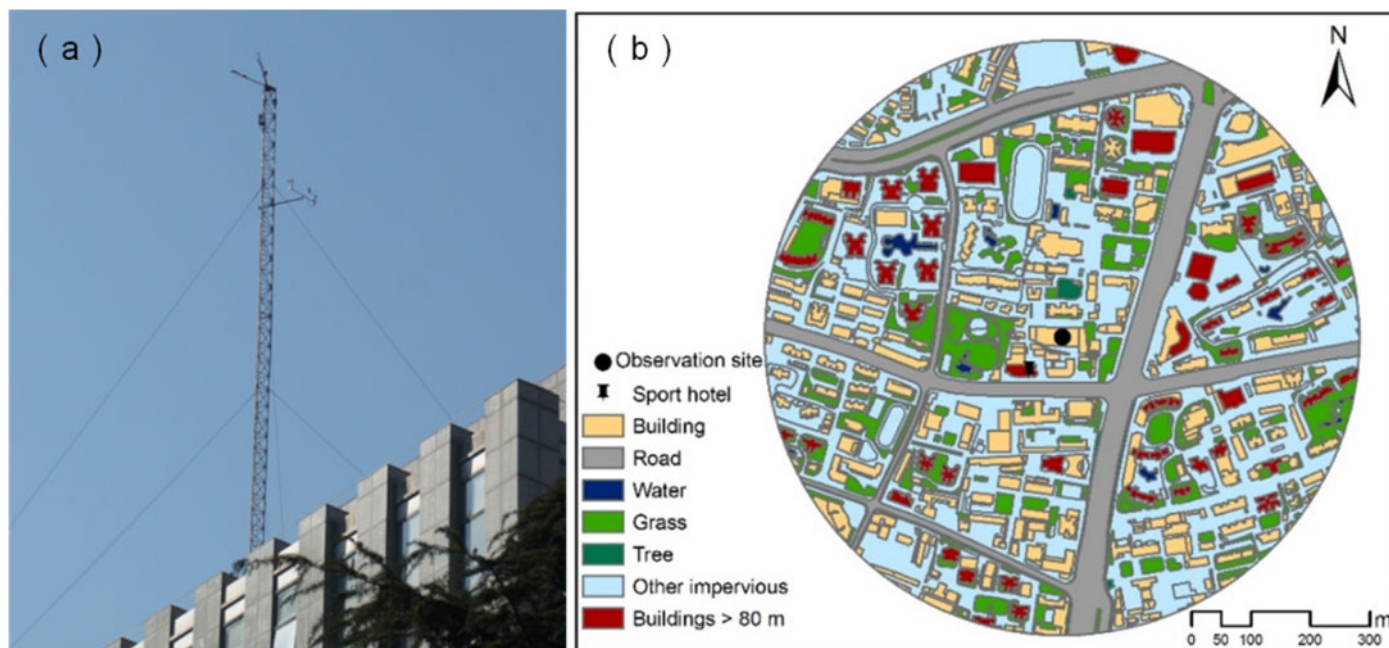 ( a )
( b )
N
Observation site
Sport hotel
Building
Road
Water
Grass
Tree
Other impervious
Buildings > 80 m
m
0 50 100 200 300